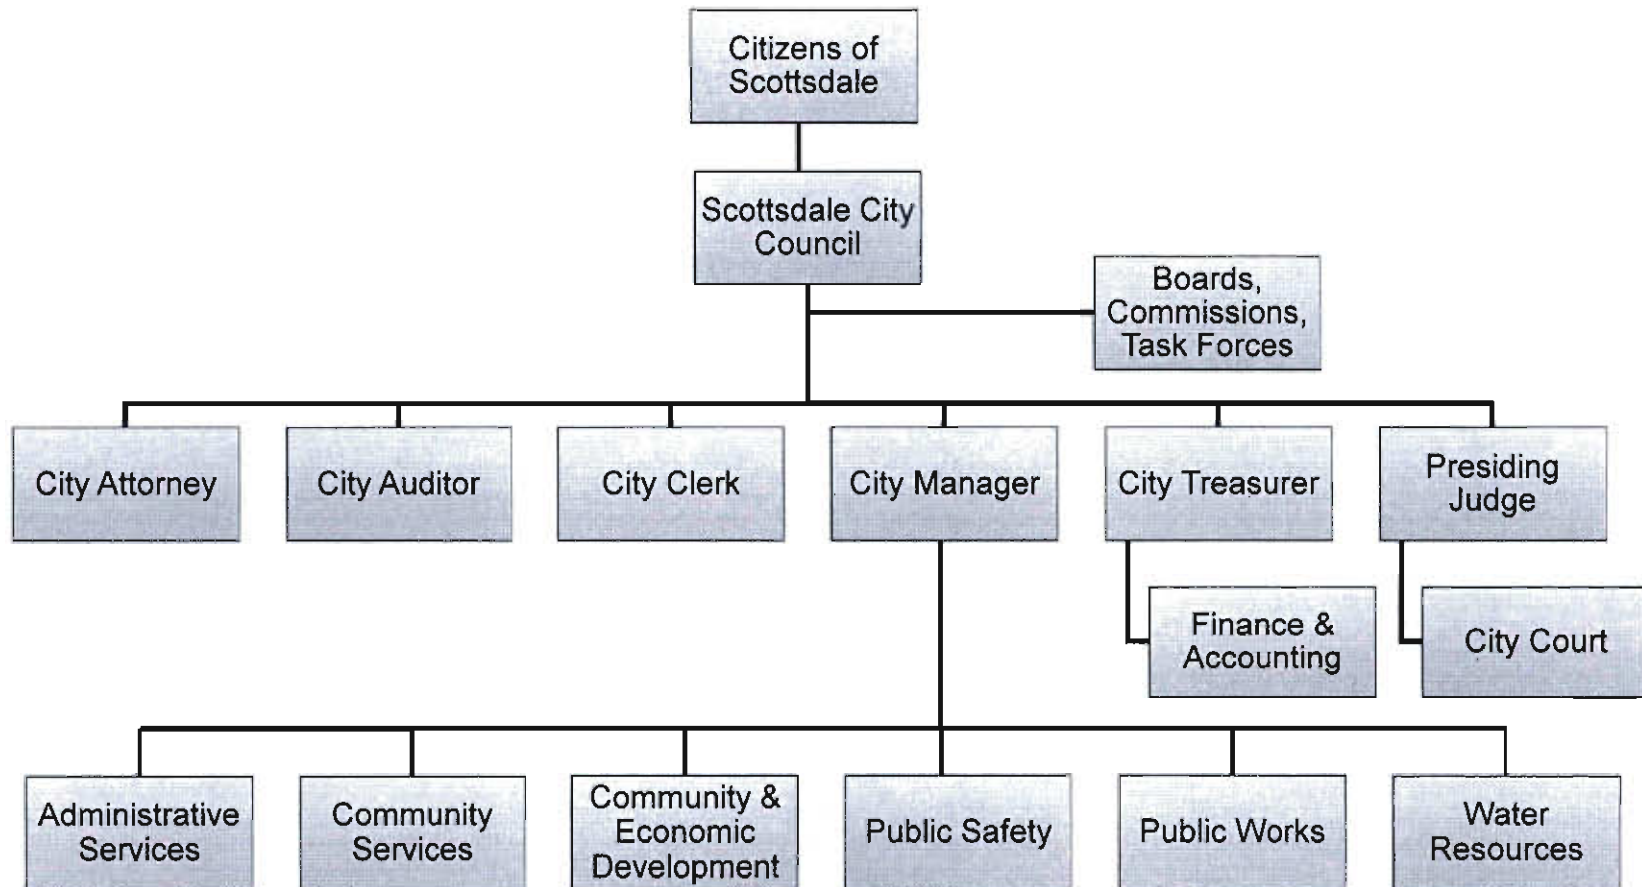 Citizens of
Scottsdale
Scottsdale City
Council
Boards,
Commissions,
Task Forces
City Attorney
City Auditor
City Clerk
City Manager
City Treasurer
Presiding
Judge
Finance &
Accounting
City Court
Administrative
Services
Community
Services
Community &
Economic
Development
Public Safety
Public Works
Water
Resources